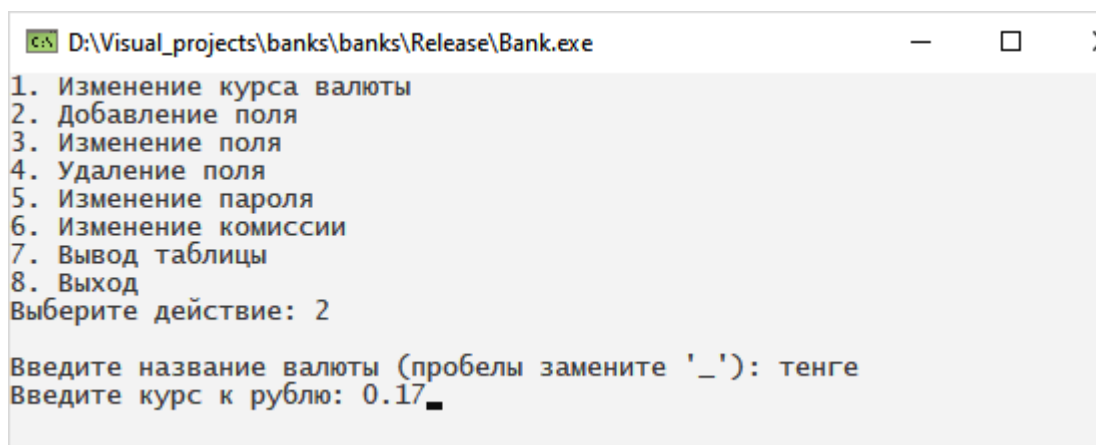 D:\Visual_projects\banks\banks\Release\Bank.exe
1. Изменение курса валюты
2. Добавление поля
3. Изменение поля
4. Удаление поля
5. Изменение пароля
6. Изменение комиссии
7. Вывод таблицы
8. Выход
Выберите действие: 2
Введите название валюты (пробелы замените '_'): тенге
Введите курс к рублю: 0.17